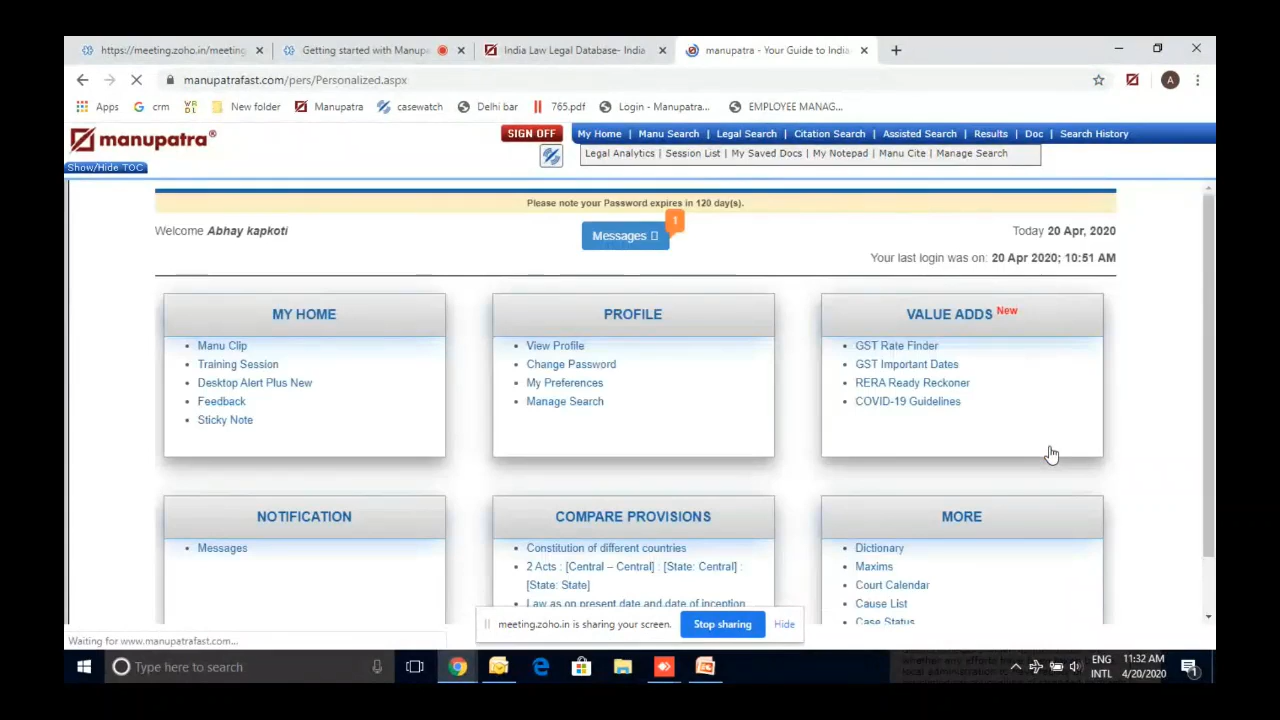 https://meeting.zoho.in/meeting
Getting started with Manupa
India Law Legal Database- India
manupatra - Your Guide to India
manupatrafast.com/pers/Personalized.aspx
A
Apps
crm
New folder
Manupatra
casewatch
Delhi bar
765.pdf
Login - Manupatra...
EMPLOYEE MANAG...
manupatra®
SIGN OFF
My Home | Manu Search | Legal Search | Citation Search | Assisted Search | Results | Doc | Search History
Legal Analytics | Session List | My Saved Docs | My Notepad | Manu Cite | Manage Search
Show/Hide TOC
Please note your Password expires in 120 day(s).
Welcome Abhay kapkoti
Messages
1
Today 20 Apr, 2020
Your last login was on: 20 Apr 2020; 10:51 AM
MY HOME
Manu Clip
Training Session
Desktop Alert Plus New
Feedback
Sticky Note
PROFILE
View Profile
Change Password
My Preferences
Manage Search
VALUE ADDS New
GST Rate Finder
GST Important Dates
RERA Ready Reckoner
COVID-19 Guidelines
NOTIFICATION
Messages
COMPARE PROVISIONS
Constitution of different countries
2 Acts : [Central – Central] : [State: Central] :
[State: State]
Law as on present date and date of inception
MORE
Dictionary
Maxims
Court Calendar
Cause List
Case Status
meeting.zoho.in is sharing your screen.
Stop sharing
Hide
Waiting for www.manupatrafast.com...
Type here to search
ENG
INTL
11:32 AM
4/20/2020
1